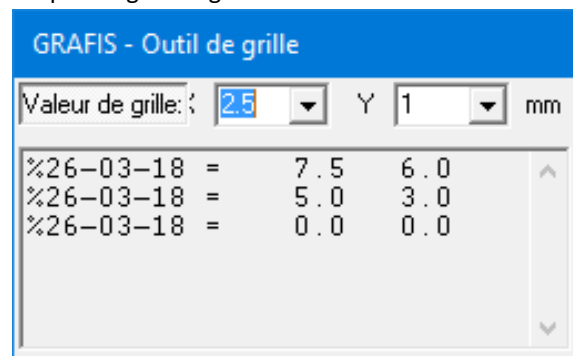 GRAFIS - Outil de grille
Valeur de grille: 2.5 Y 1 mm
%26-03-18 = 7.5 6.0
%26-03-18 = 5.0 3.0
%26-03-18 = 0.0 0.0